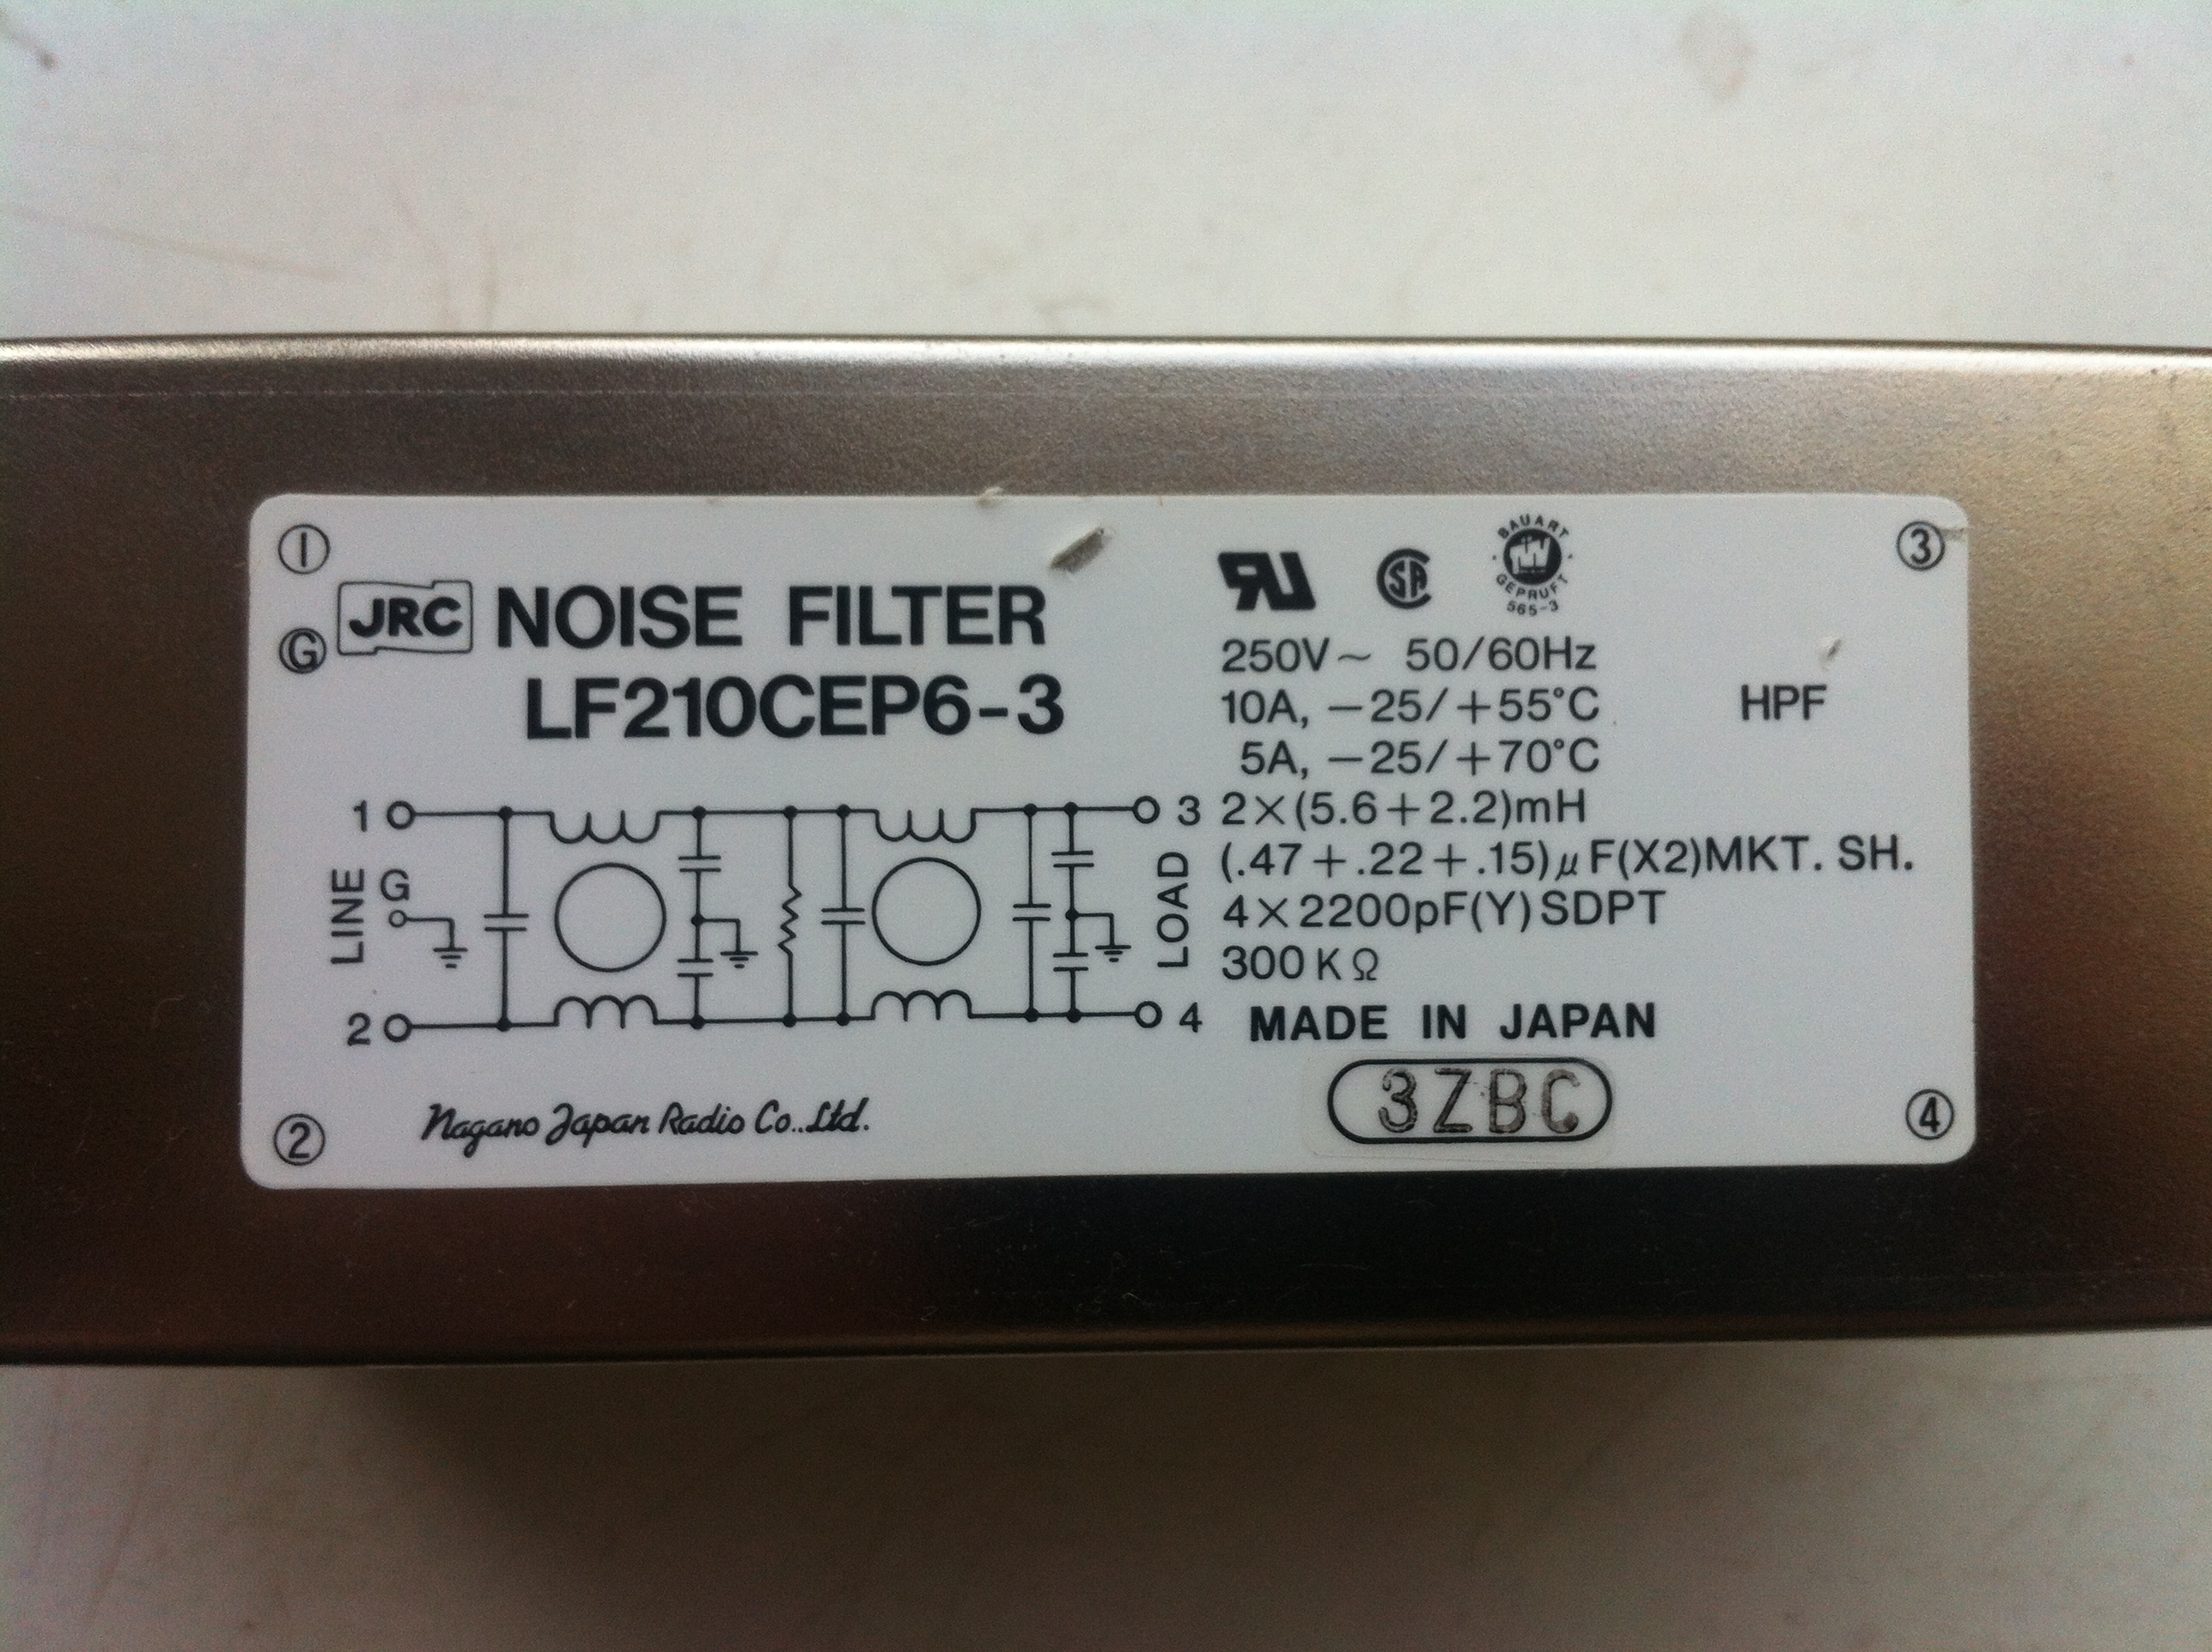 1
G
JRC NOISE FILTER
LF210CEP6-3
1
LINE
G
2
3
LOAD
4
Nagano Japan Radio Co.,Ltd.
2
RU
SA
BAUART
GEPRUFT
565-3
250V~ 50/60Hz
10A, -25/+55°C HPF
5A, -25/+70°C
2×(5.6+2.2)mH
(.47+.22+.15)μF(X2)MKT. SH.
4×2200pF(Y)SDPT
300KΩ
MADE IN JAPAN
3ZBC
3
4